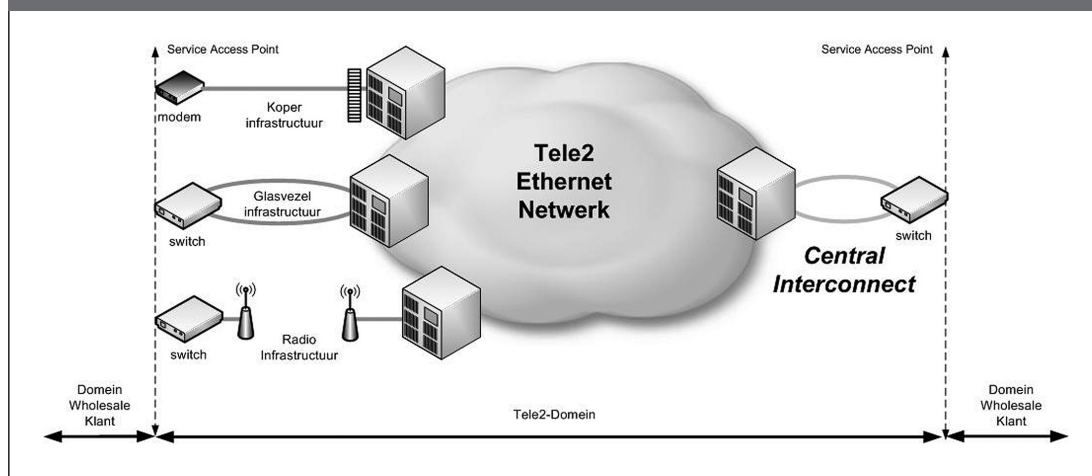 Service Access Point
Service Access Point
modem
Koper
infrastructuur
Tele2
Ethernet
Netwerk
Glasvezel
infrastructuur
switch
switch
Central
Interconnect
switch
Radio
Infrastructuur
Domein
Wholesale
Klant
Tele2-Domein
Domein
Wholesale
Klant